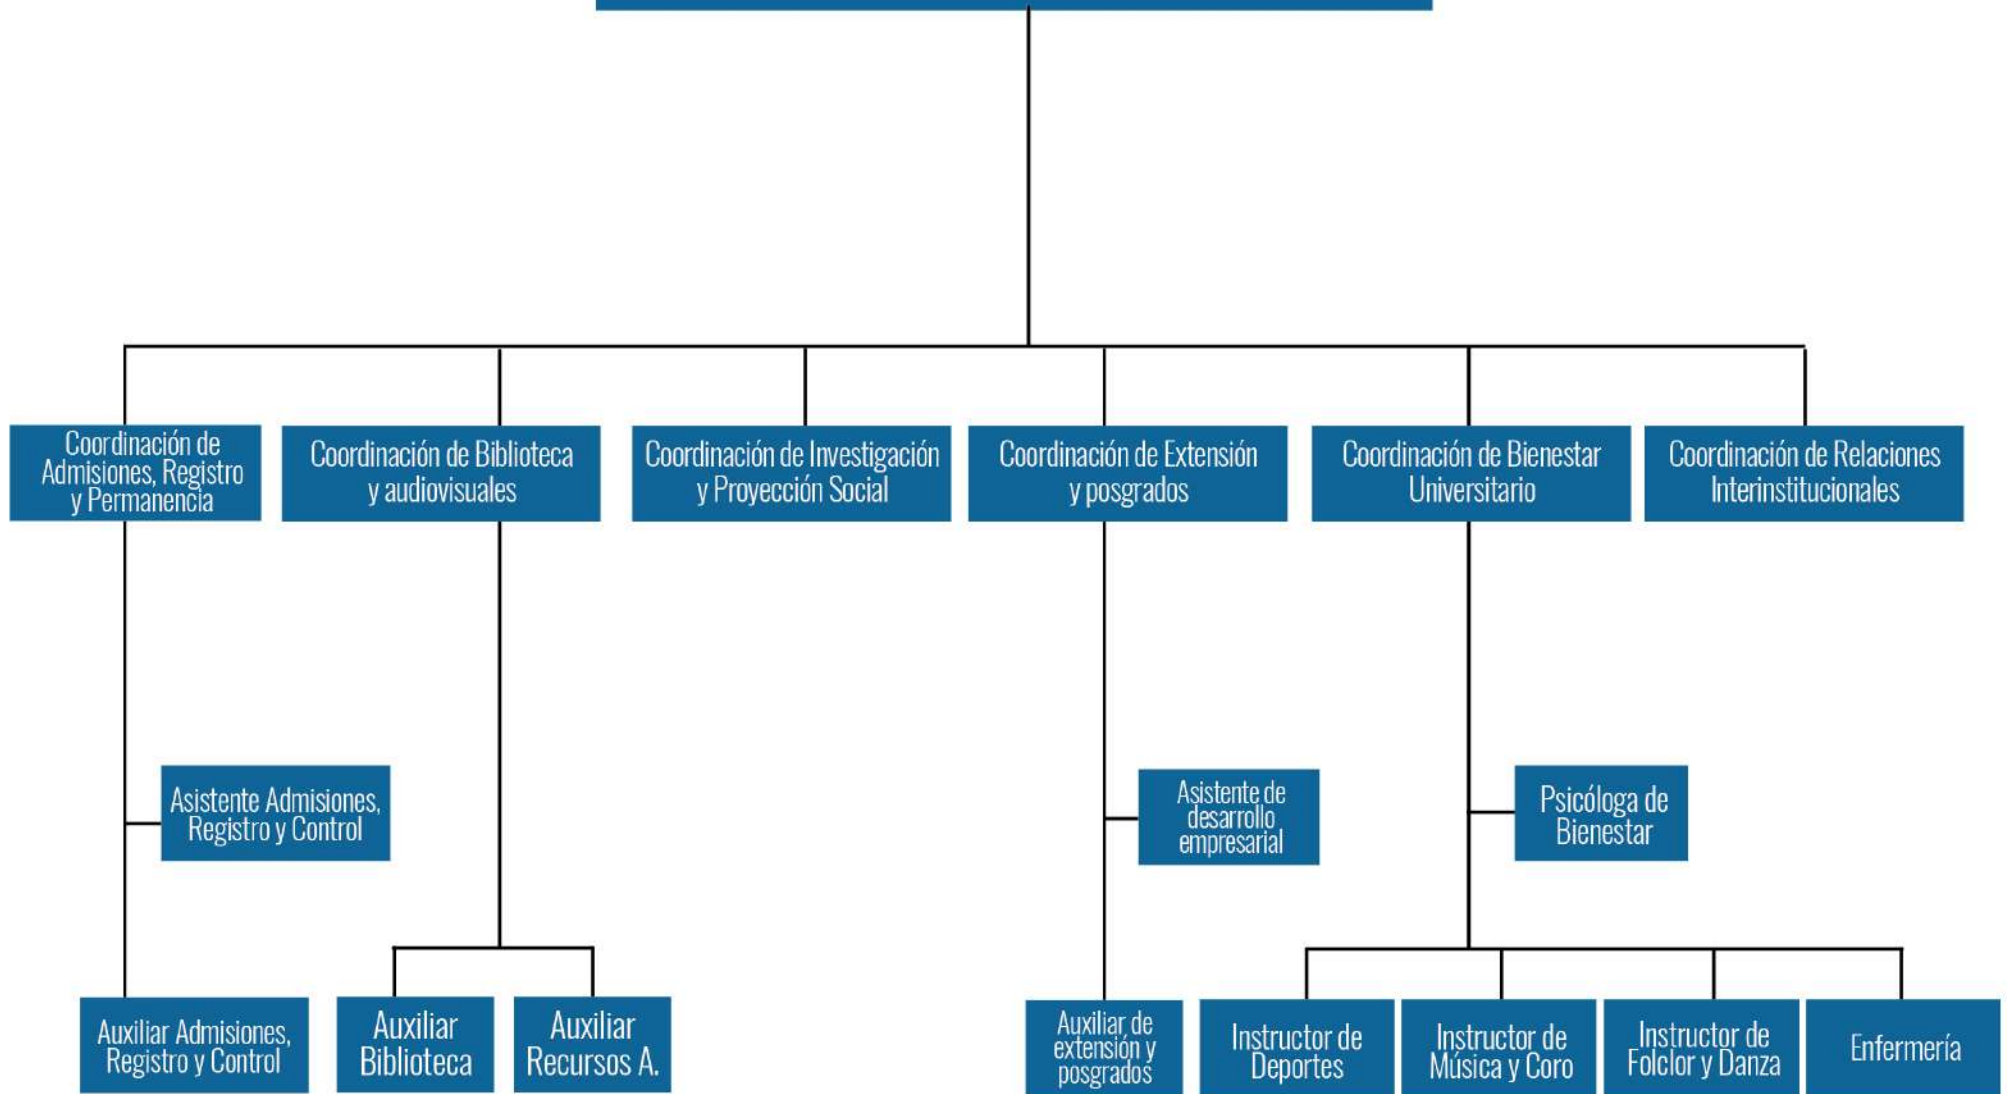 Coordinación de
Admisiones, Registro
y Permanencia
Coordinación de Biblioteca
y audiovisuales
Coordinación de Investigación
y Proyección Social
Coordinación de Extensión
y posgrados
Coordinación de Bienestar
Universitario
Coordinación de Relaciones
Interinstitucionales
Asistente Admisiones,
Registro y Control
Asistente de
desarrollo
empresarial
Psicóloga de
Bienestar
Auxiliar Admisiones,
Registro y Control
Auxiliar
Biblioteca
Auxiliar
Recursos A.
Auxiliar de
extensión y
posgrados
Instructor de
Deportes
Instructor de
Música y Coro
Instructor de
Folclor y Danza
Enfermería